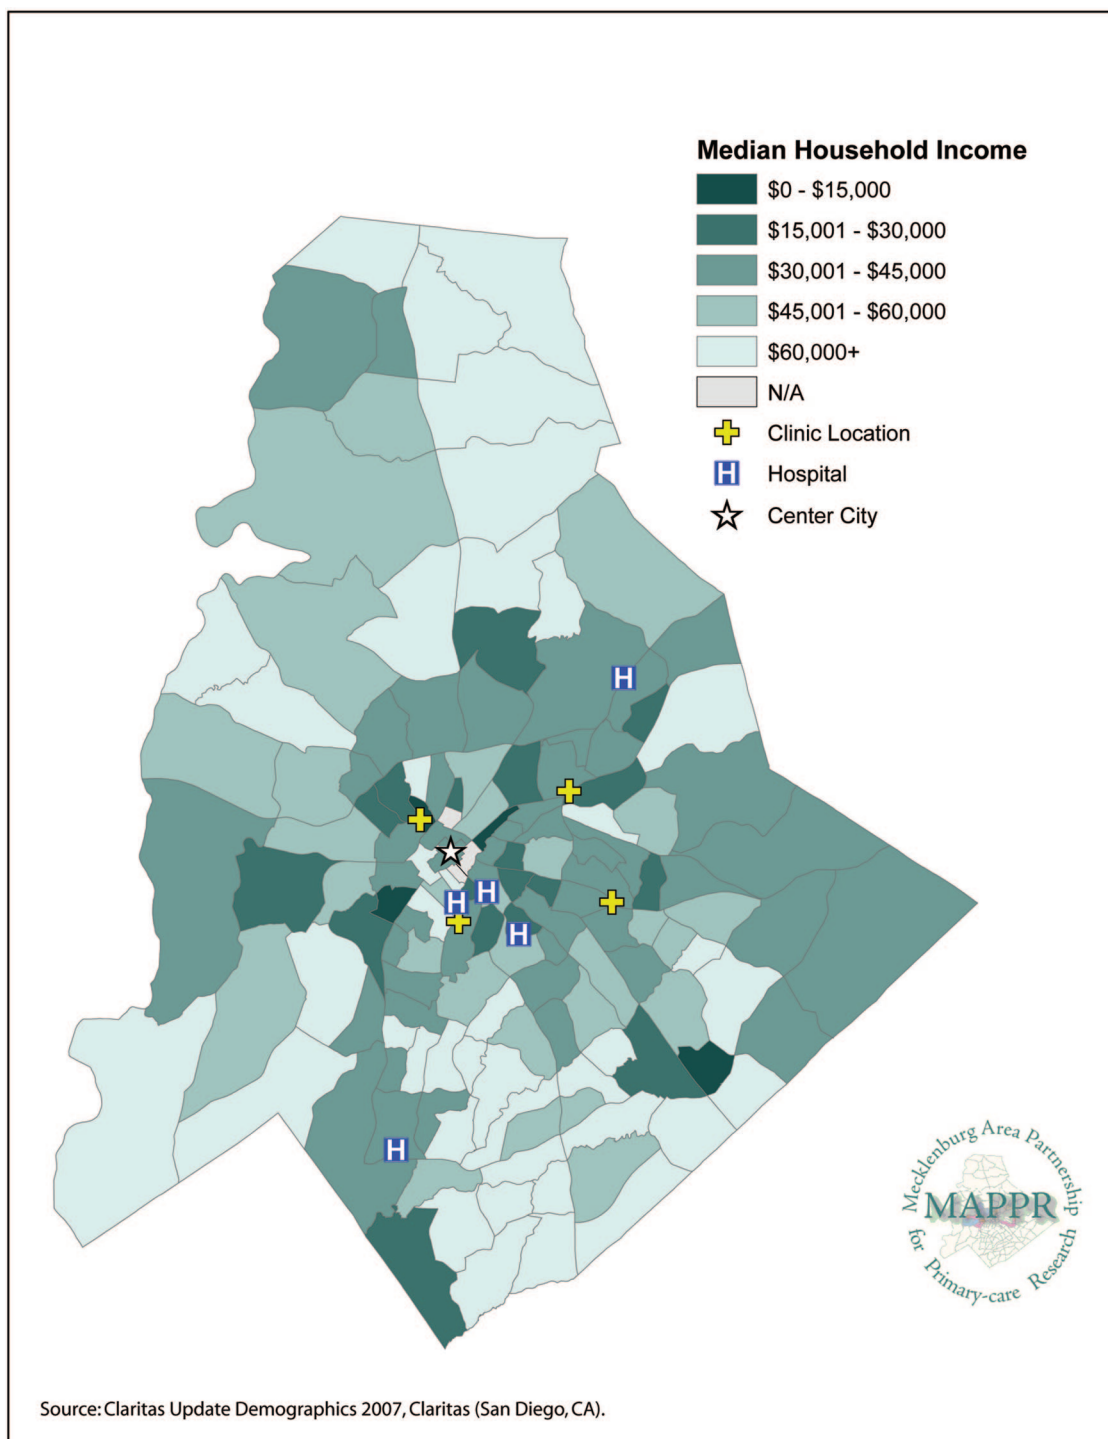 Median Household Income
$0 - $15,000
$15,001 - $30,000
$30,001 - $45,000
$45,001 - $60,000
$60,000+
N/A
Clinic Location
H Hospital
Center City
H
H
H
H
H
Mecklenburg Area Partnership
MAPPR
for Primary-care Research
Source: Claritas Update Demographics 2007, Claritas (San Diego, CA).